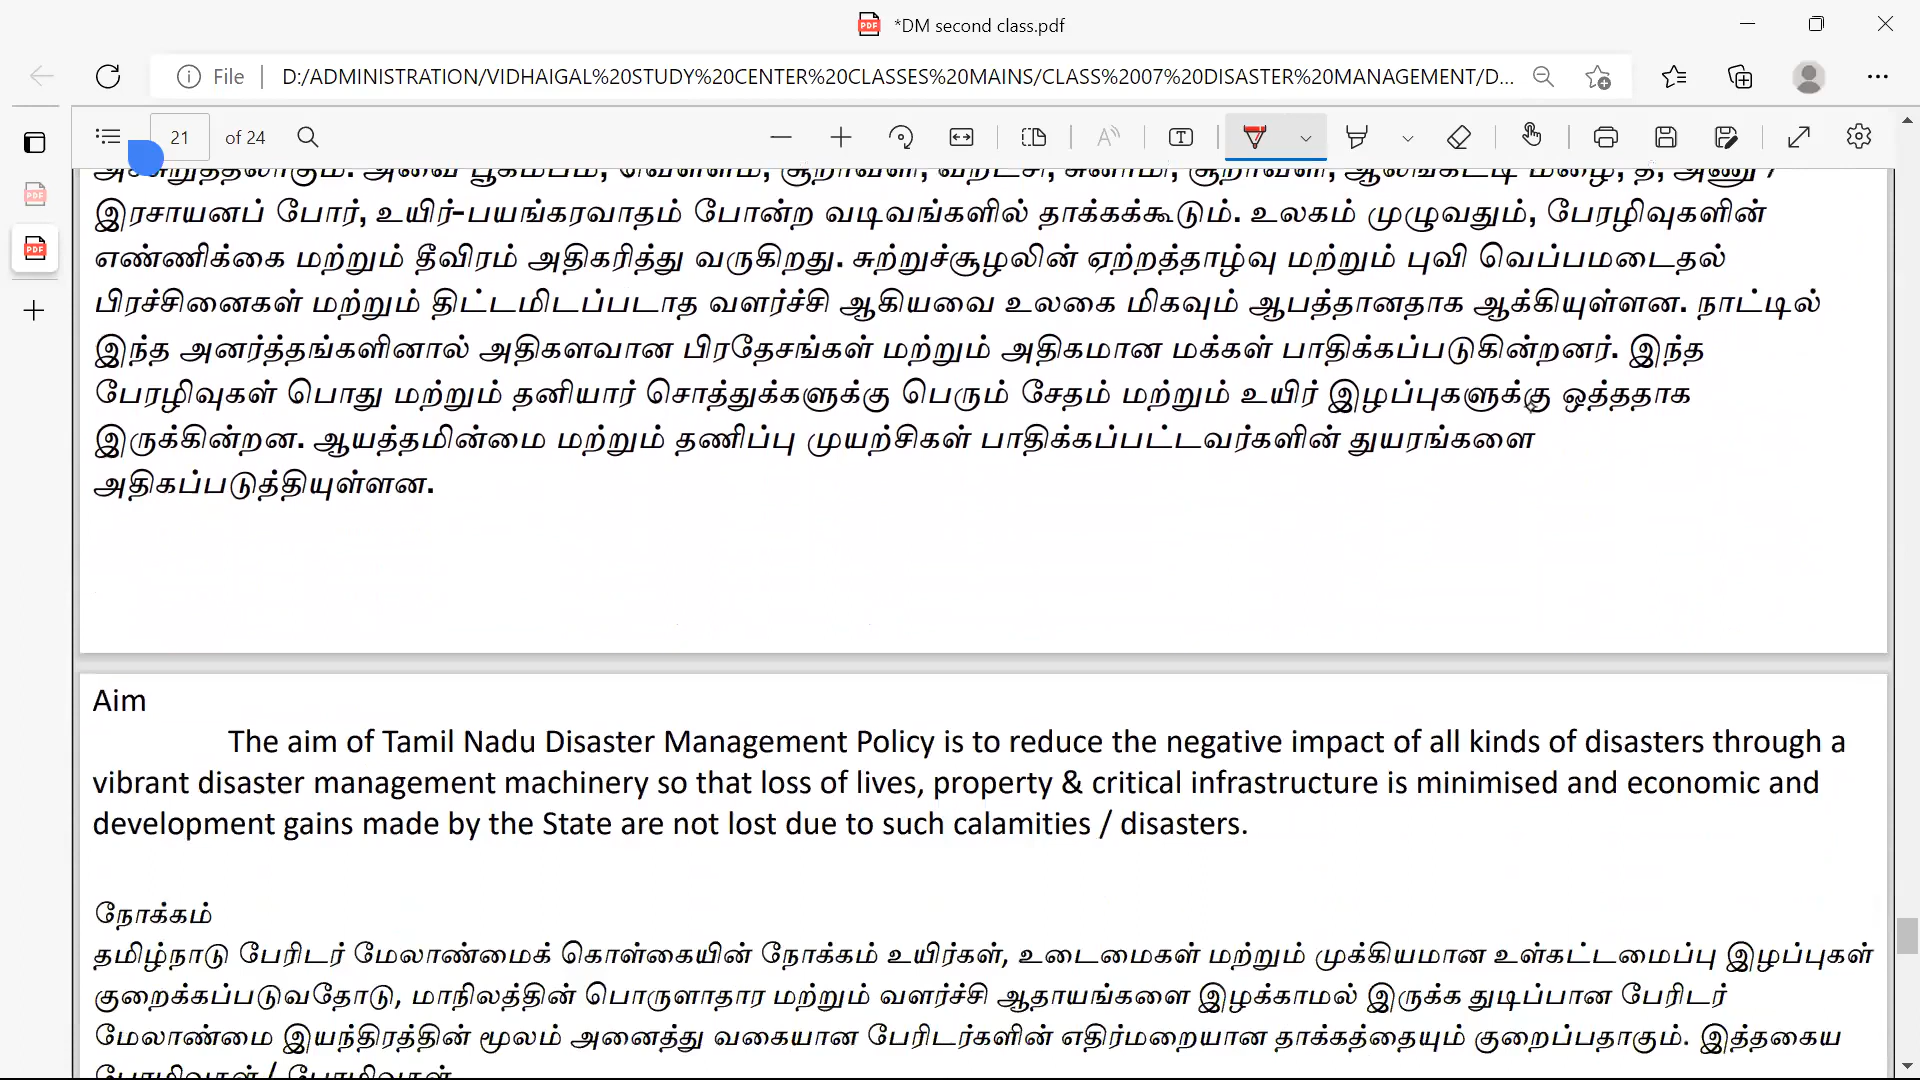 *DM second class.pdf
File
D:/ADMINISTRATION/VIDHAIGAL%20STUDY%20CENTER%20CLASSES%20MAINS/CLASS%2007%20DISASTER%20MANAGEMENT/D...
21 of 24
இரசாயனப் போர், உயிர்-பயங்கரவாதம் போன்ற வடிவங்களில் தாக்கக்கூடும். உலகம் முழுவதும், பேரழிவுகளின்
எண்ணிக்கை மற்றும் தீவிரம் அதிகரித்து வருகிறது. சுற்றுச்சூழலின் ஏற்றத்தாழ்வு மற்றும் புவி வெப்பமடைதல்
பிரச்சினைகள் மற்றும் திட்டமிடப்படாத வளர்ச்சி ஆகியவை உலகை மிகவும் ஆபத்தானதாக ஆக்கியுள்ளன. நாட்டில்
இந்த அனர்த்தங்களினால் அதிகளவான பிரதேசங்கள் மற்றும் அதிகமான மக்கள் பாதிக்கப்படுகின்றனர். இந்த
பேரழிவுகள் பொது மற்றும் தனியார் சொத்துக்களுக்கு பெரும் சேதம் மற்றும் உயிர் இழப்புகளுக்கு ஒத்ததாக
இருக்கின்றன. ஆயத்தமின்மை மற்றும் தணிப்பு முயற்சிகள் பாதிக்கப்பட்டவர்களின் துயரங்களை
அதிகப்படுத்தியுள்ளன.
Aim
The aim of Tamil Nadu Disaster Management Policy is to reduce the negative impact of all kinds of disasters through a
vibrant disaster management machinery so that loss of lives, property & critical infrastructure is minimised and economic and
development gains made by the State are not lost due to such calamities / disasters.
நோக்கம்
தமிழ்நாடு பேரிடர் மேலாண்மைக் கொள்கையின் நோக்கம் உயிர்கள், உடைமைகள் மற்றும் முக்கியமான உள்கட்டமைப்பு இழப்புகள்
குறைக்கப்படுவதோடு, மாநிலத்தின் பொருளாதார மற்றும் வளர்ச்சி ஆதாயங்களை இழக்காமல் இருக்க துடிப்பான பேரிடர்
மேலாண்மை இயந்திரத்தின் மூலம் அனைத்து வகையான பேரிடர்களின் எதிர்மறையான தாக்கத்தையும் குறைப்பதாகும். இத்தகைய